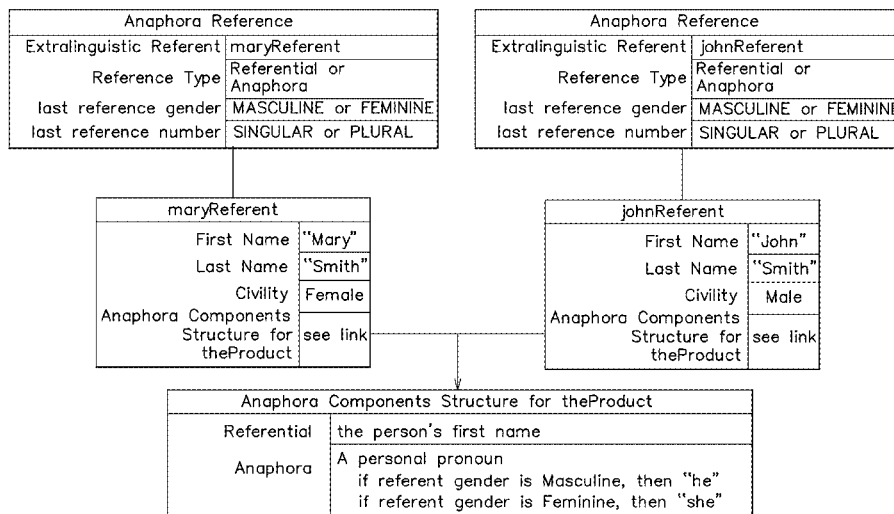 Anaphora Reference
Extralinguistic Referent maryReferent
Reference Type Referential or
Anaphora
last reference gender MASCULINE or FEMININE
last reference number SINGULAR or PLURAL
Anaphora Reference
Extralinguistic Referent johnReferent
Reference Type Referential or
Anaphora
last reference gender MASCULINE or FEMININE
last reference number SINGULAR or PLURAL
maryReferent
First Name "Mary"
Last Name "Smith"
Civility Female
Anaphora Components
Structure for see link
theProduct
johnReferent
First Name "John"
Last Name "Smith"
Civility Male
Anaphora Components
Structure for see link
theProduct
Anaphora Components Structure for theProduct
Referential the person's first name
Anaphora A personal pronoun
if referent gender is Masculine, then "he"
if referent gender is Feminine, then "she"